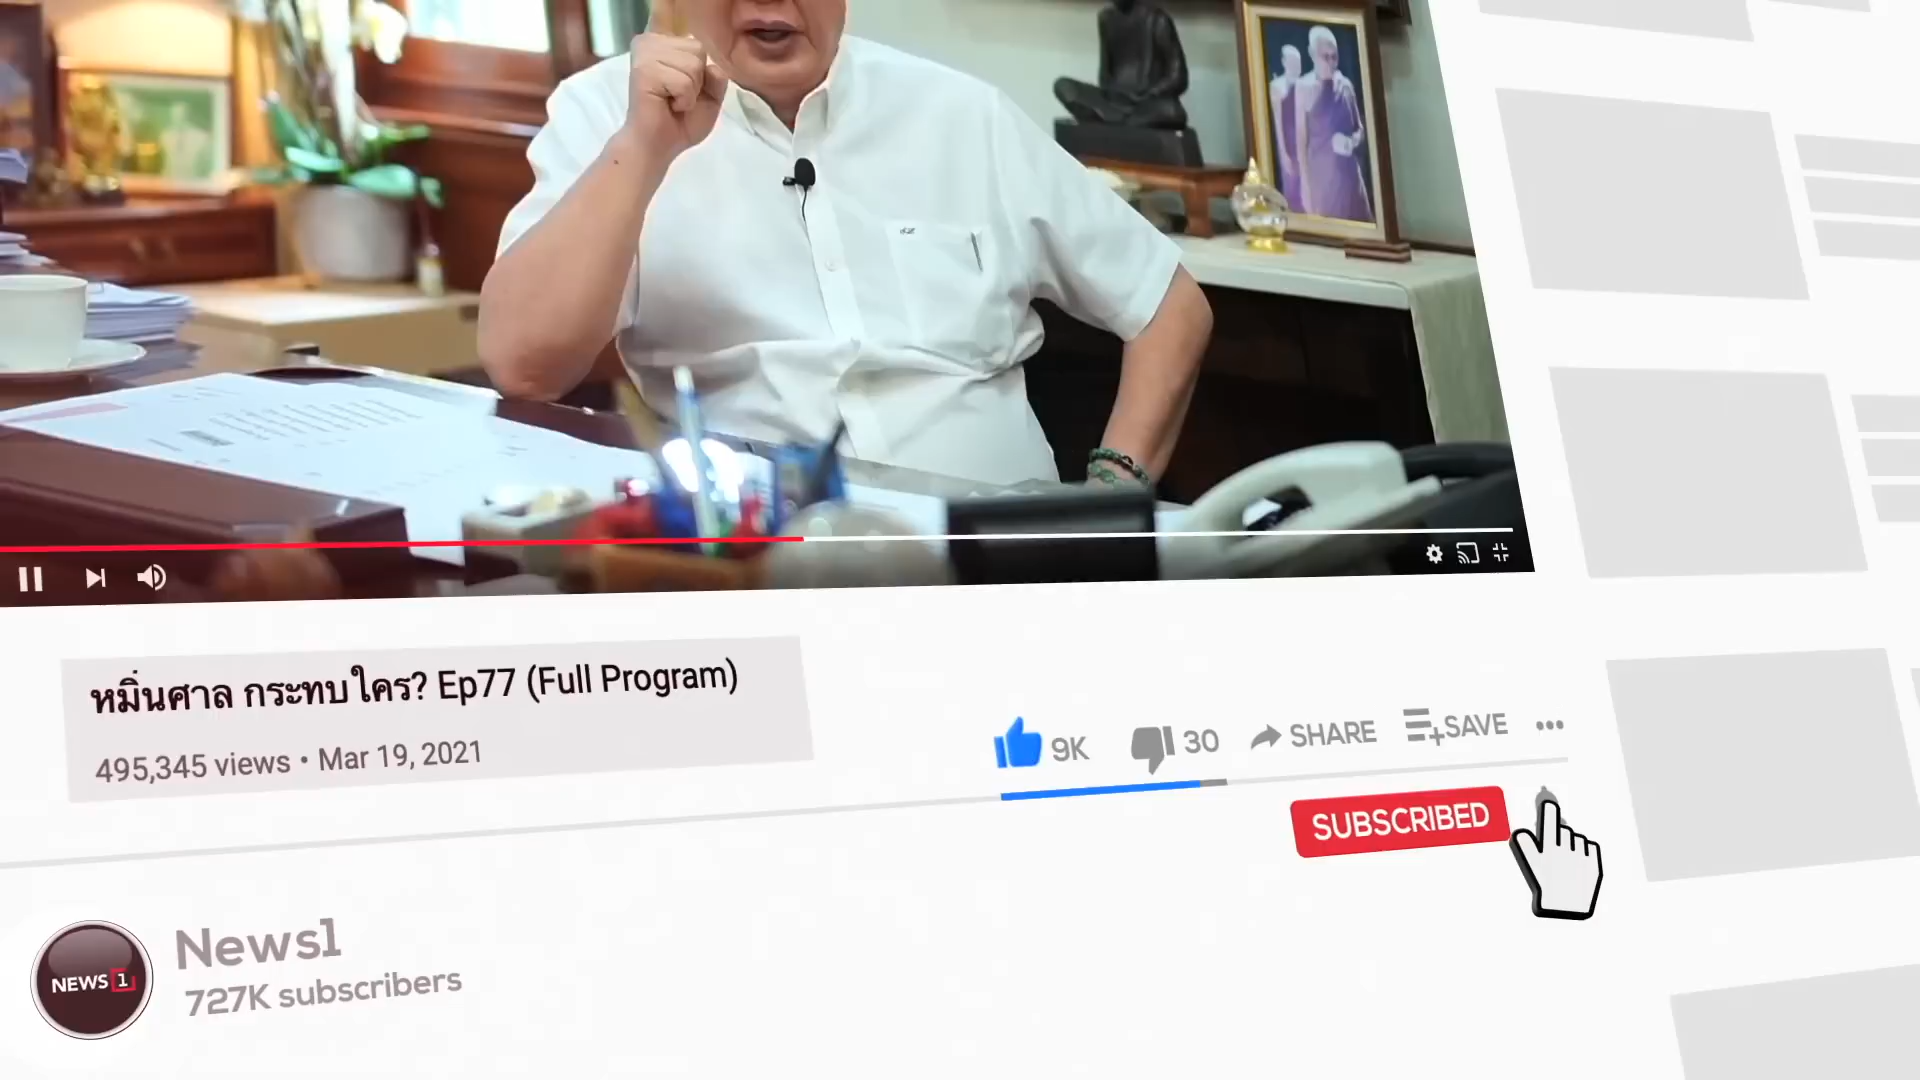 หมิ่นศาล กระทบใคร? Ep77 (Full Program)
495,345 views • Mar 19, 2021
9K
30
SHARE
SAVE
SUBSCRIBED
NEWS 1
News1
727K subscribers